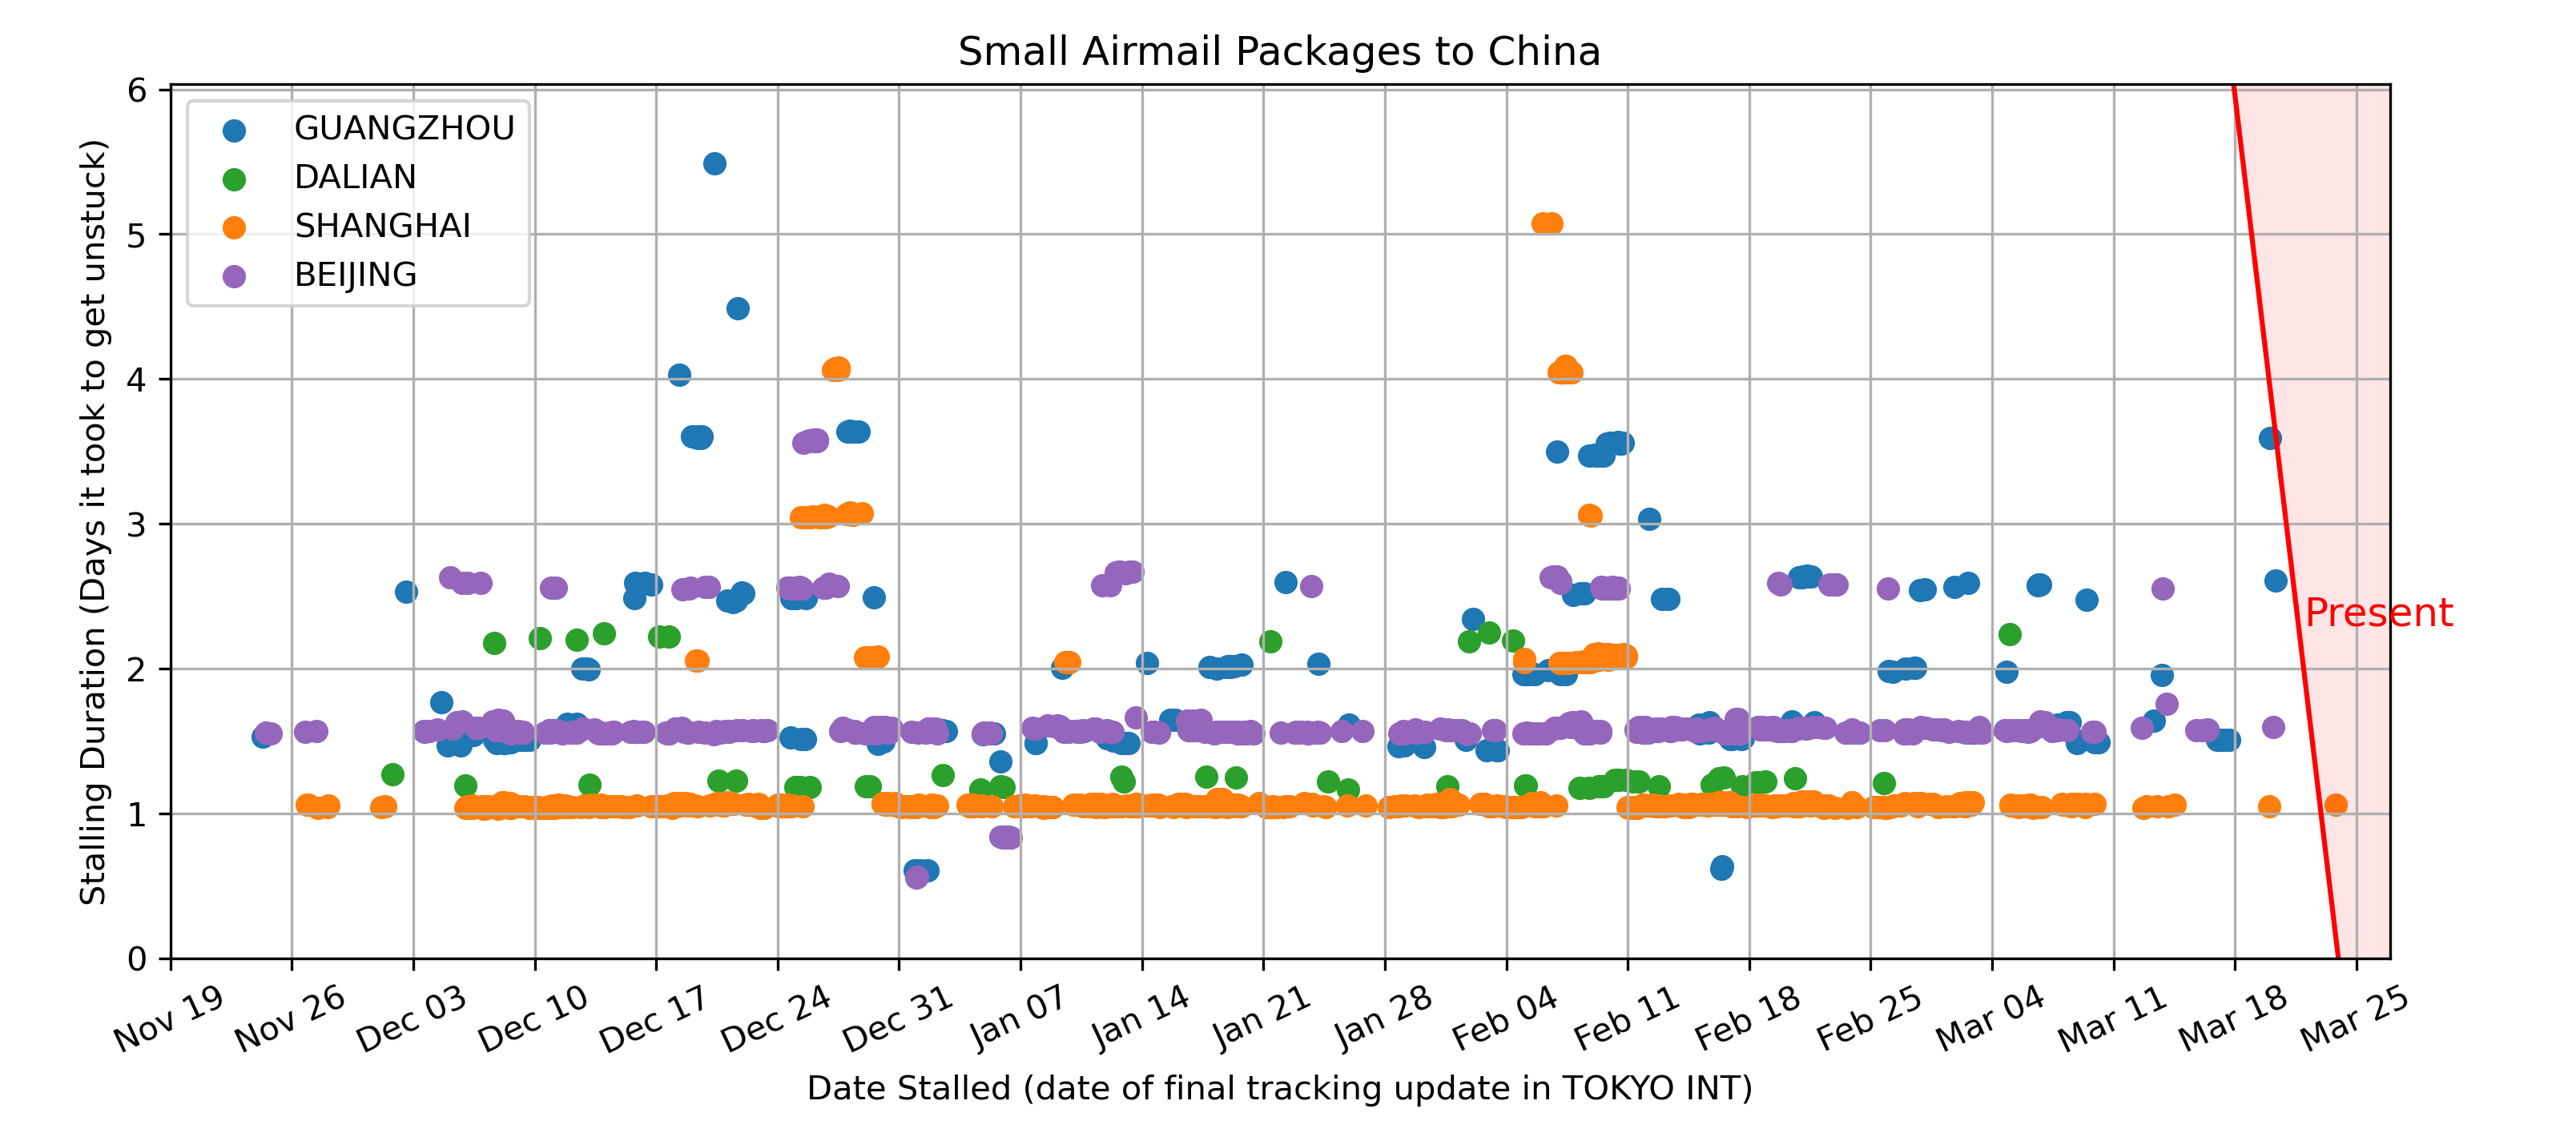 Small Airmail Packages to China
Stalling Duration (Days it took to get unstuck)
6
5
4
3
2
1
0
GUANGZHOU
DALIAN
SHANGHAI
BEIJING
Present
Nov 19
Nov 26
Dec 03
Dec 10
Dec 17
Dec 24
Dec 31
Jan 07
Jan 14
Jan 21
Jan 28
Feb 04
Feb 11
Feb 18
Feb 25
Mar 04
Mar 11
Mar 18
Mar 25
Date Stalled (date of final tracking update in TOKYO INT)